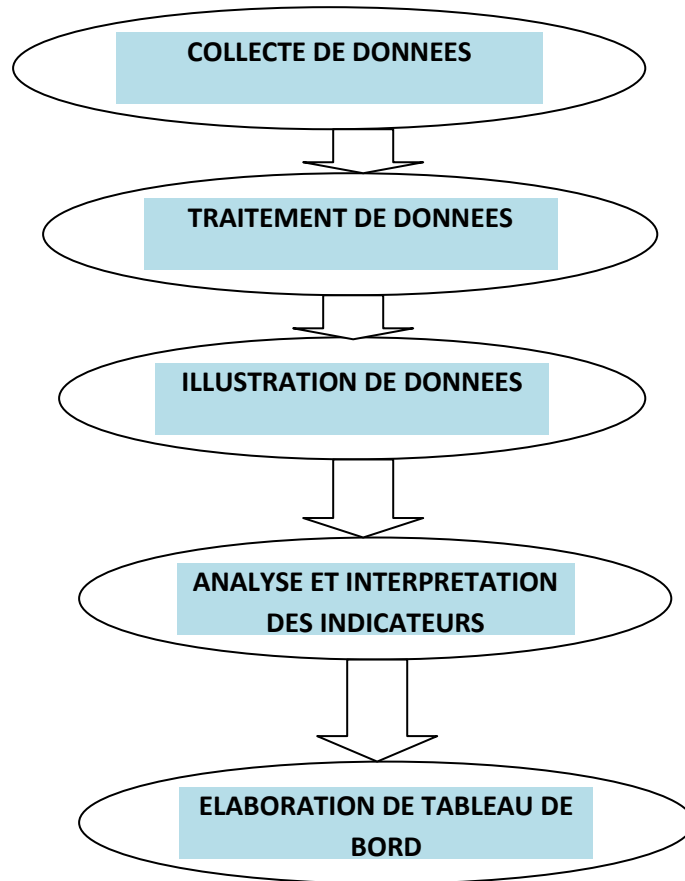 COLLECTE DE DONNEES
TRAITEMENT DE DONNEES
ILLUSTRATION DE DONNEES
ANALYSE ET INTERPRETATION
DES INDICATEURS
ELABORATION DE TABLEAU DE
BORD